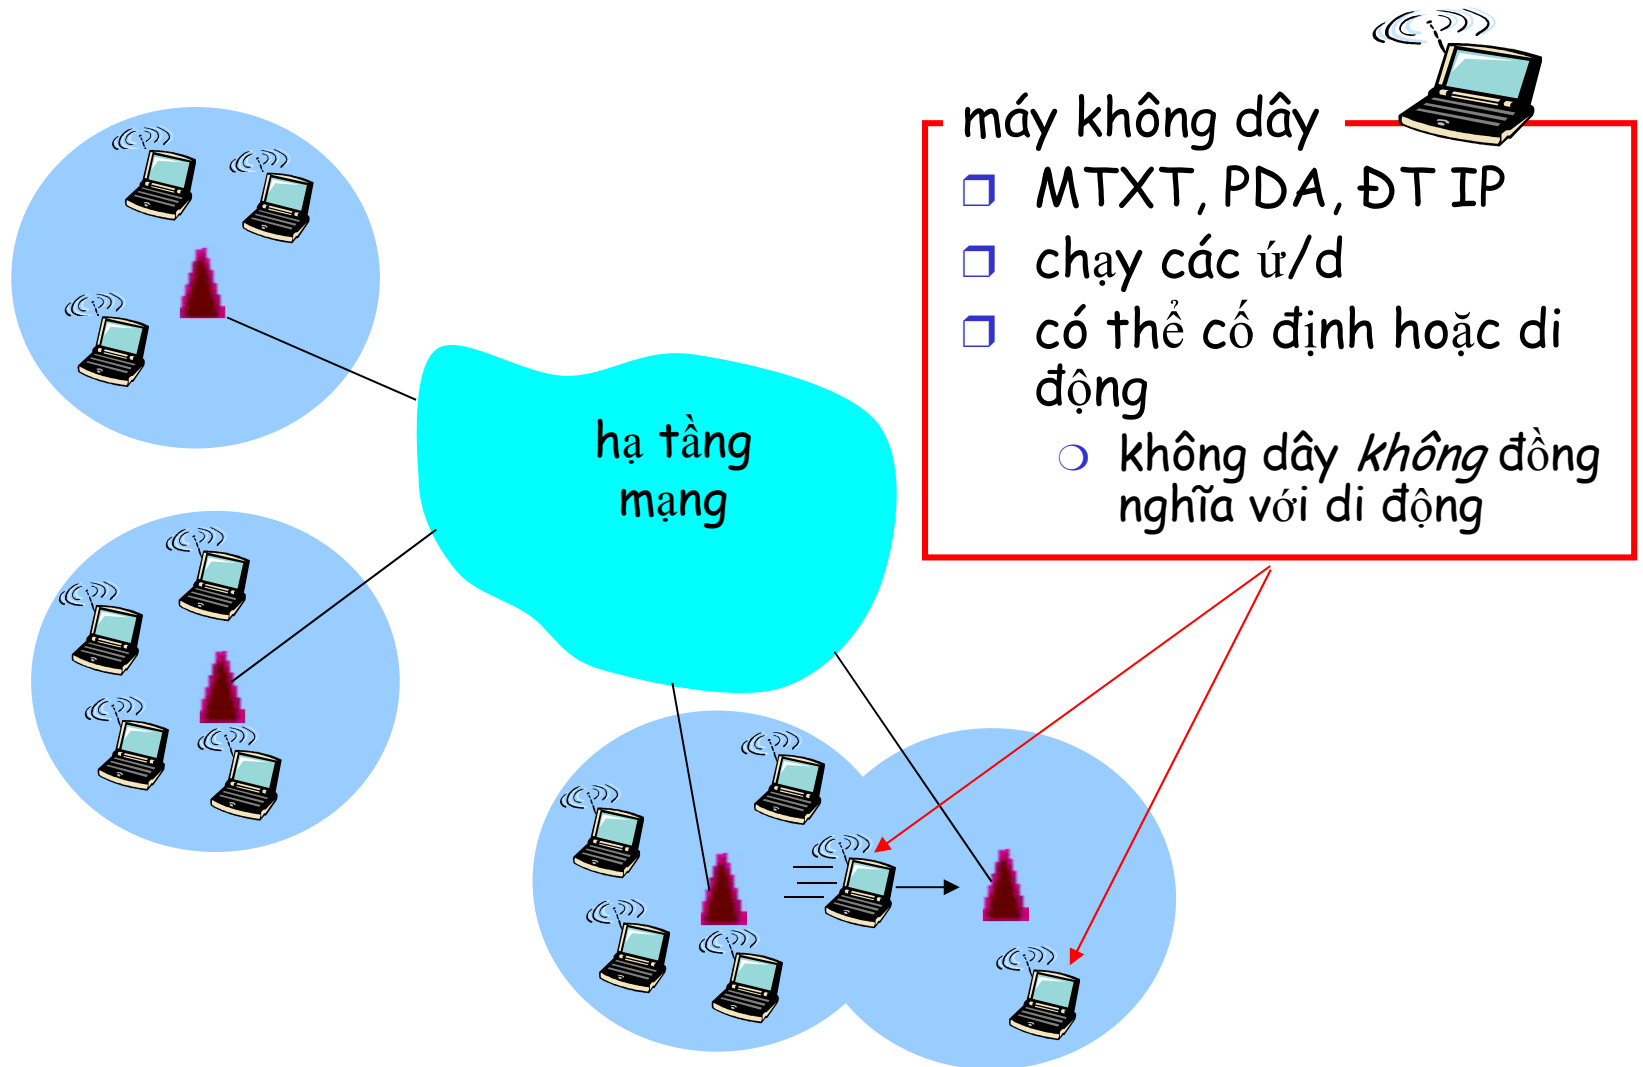 máy không dây
MTXT, PDA, ĐT IP
chạy các ứ/d
có thể cố định hoặc di
động
không dây không đồng
nghĩa với di động
hạ tầng
mạng